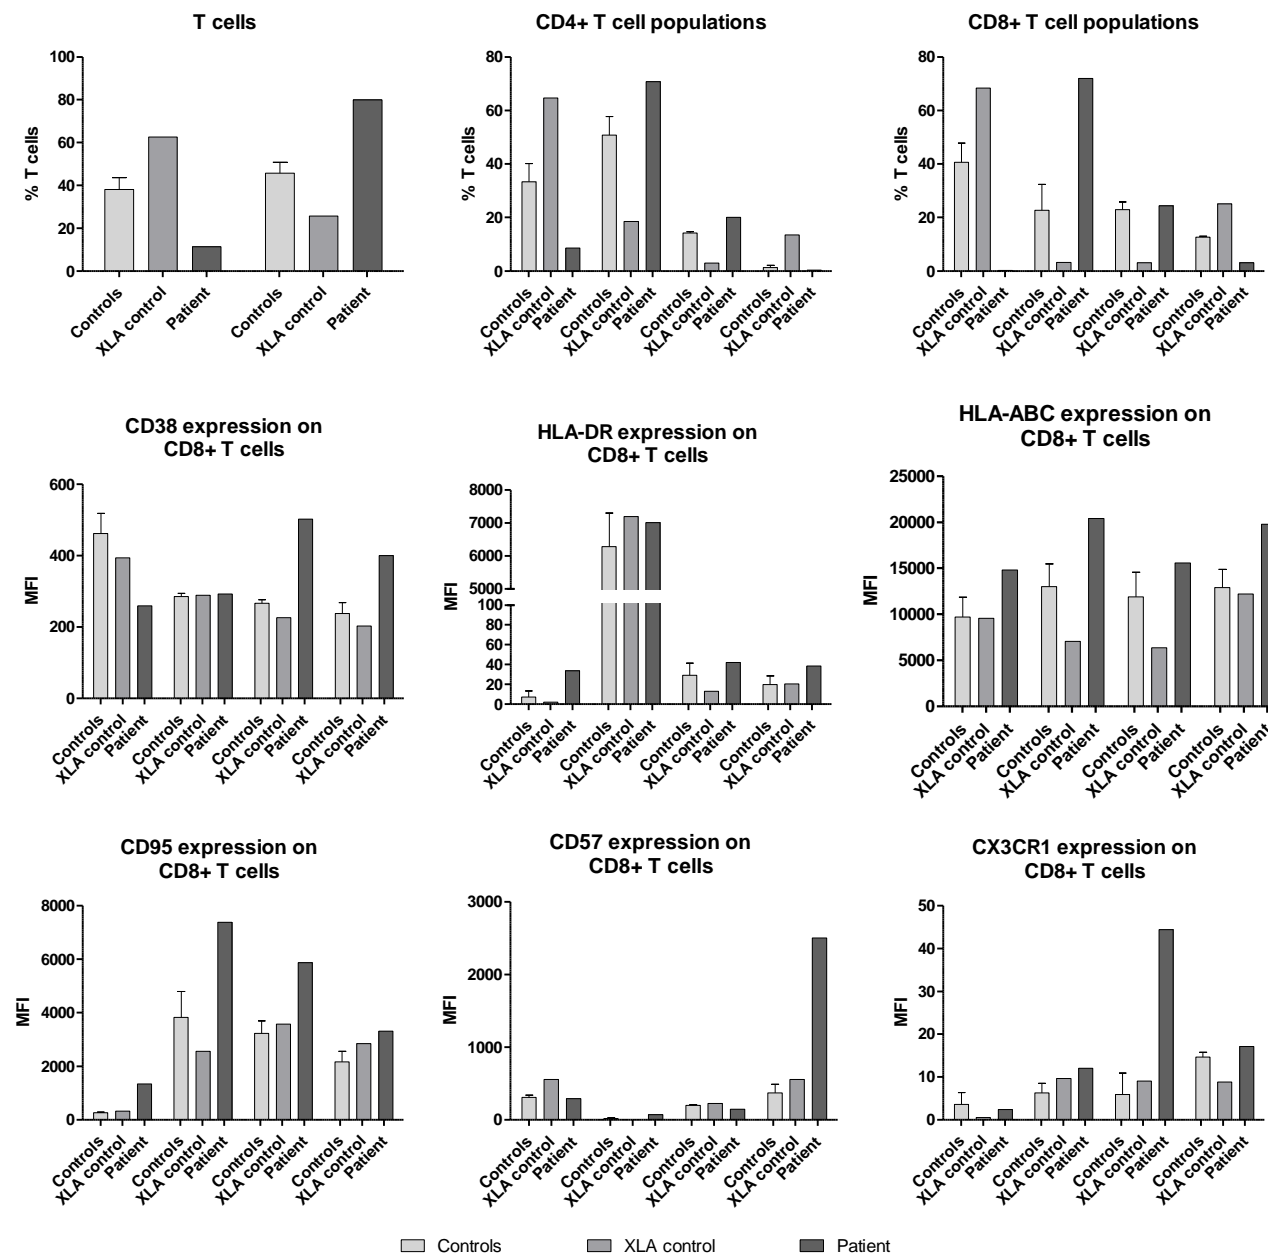 T cells
% T cells
100
80
60
40
20
0
Controls
XLA control
Patient
Controls
XLA control
Patient
CD4+ T cell populations
% T cells
80
60
40
20
0
Controls
XLA control
Patient
Controls
XLA control
Patient
Controls
XLA control
Patient
Controls
XLA control
Patient
CD8+ T cell populations
% T cells
80
60
40
20
0
Controls
XLA control
Patient
Controls
XLA control
Patient
Controls
XLA control
Patient
Controls
XLA control
Patient
CD38 expression on
CD8+ T cells
MFI
600
400
200
0
Controls
XLA control
Patient
Controls
XLA control
Patient
Controls
XLA control
Patient
Controls
XLA control
Patient
HLA-DR expression on
CD8+ T cells
MFI
8000
7000
6000
5000
100
80
60
40
20
0
Controls
XLA control
Patient
Controls
XLA control
Patient
Controls
XLA control
Patient
Controls
XLA control
Patient
HLA-ABC expression on
CD8+ T cells
MFI
25000
20000
15000
10000
5000
0
Controls
XLA control
Patient
Controls
XLA control
Patient
Controls
XLA control
Patient
Controls
XLA control
Patient
CD95 expression on
CD8+ T cells
MFI
8000
6000
4000
2000
0
Controls
XLA control
Patient
Controls
XLA control
Patient
Controls
XLA control
Patient
Controls
XLA control
Patient
CD57 expression on
CD8+ T cells
MFI
3000
2000
1000
0
Controls
XLA control
Patient
Controls
XLA control
Patient
Controls
XLA control
Patient
Controls
XLA control
Patient
CX3CR1 expression on
CD8+ T cells
MFI
50
40
30
20
10
0
Controls
XLA control
Patient
Controls
XLA control
Patient
Controls
XLA control
Patient
Controls
XLA control
Patient
Controls
XLA control
Patient